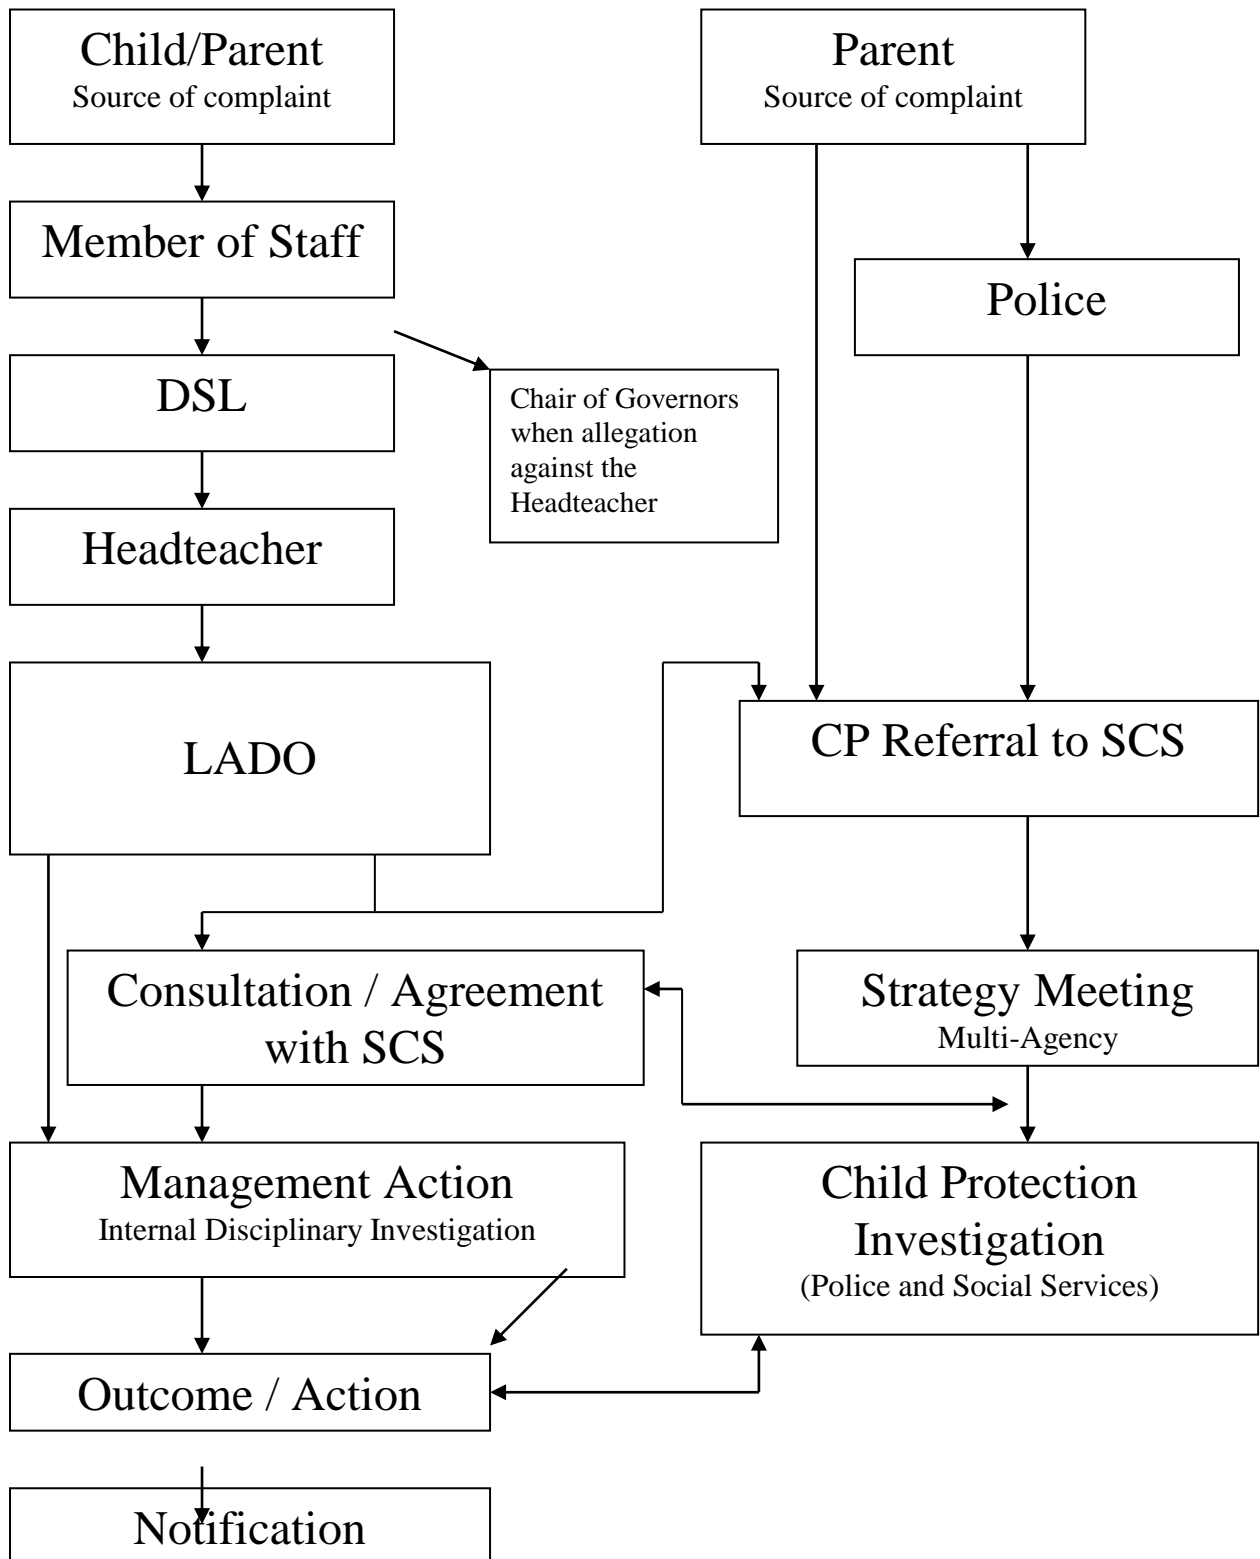 Child/Parent
Source of complaint
Parent
Source of complaint
Member of Staff
Police
DSL
Chair of Governors
when allegation
against the
Headteacher
Headteacher
LADO
CP Referral to SCS
Consultation / Agreement
with SCS
Strategy Meeting
Multi-Agency
Management Action
Internal Disciplinary Investigation
Child Protection
Investigation
(Police and Social Services)
Outcome / Action
Notification